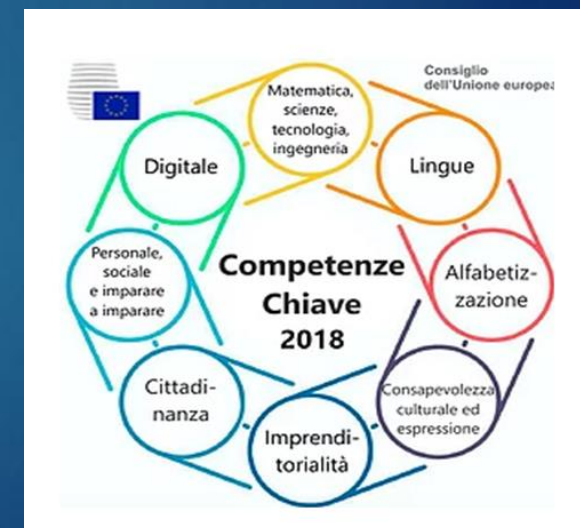 Consiglio
dell'Unione europea
Matematica,
scienze,
tecnologia,
ingegneria
Digitale
Lingue
Personale,
sociale
e imparare
a imparare
Competenze
Chiave
2018
Alfabetiz-
zazione
Cittadi-
nanza
Consapevolezza
culturale ed
espressione
Imprendi-
torialità